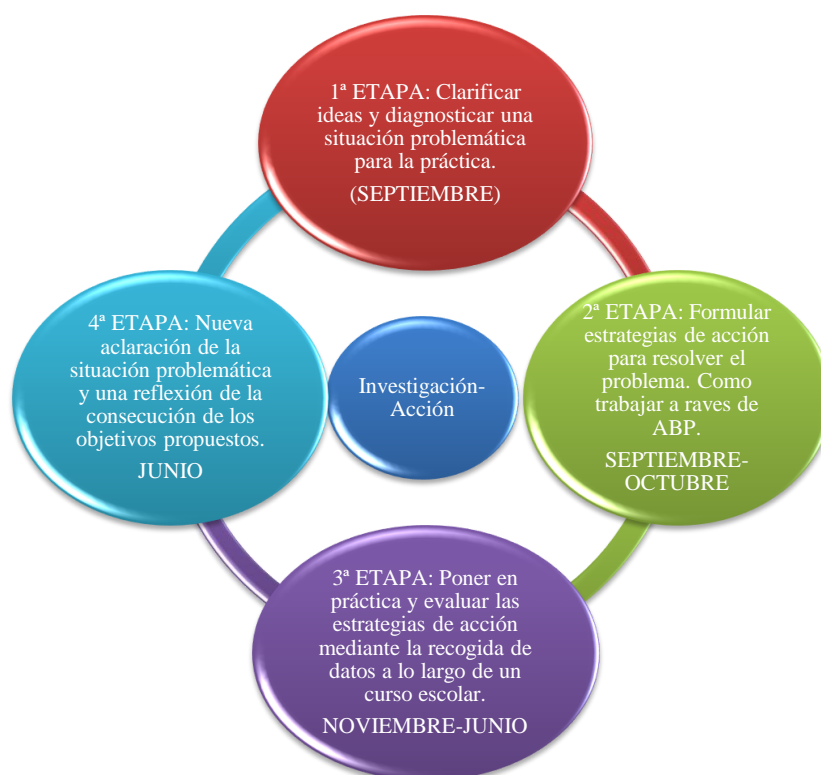 1ª ETAPA: Clarificar
ideas y diagnosticar una
situación problemática
para la práctica.
(SEPTIEMBRE)
2ª ETAPA: Formular
estrategias de acción
para resolver el
problema. Como
trabajar a raves de
ABP.
SEPTIEMBRE-
OCTUBRE
3ª ETAPA: Poner en
práctica y evaluar las
estrategias de acción
mediante la recogida de
datos a lo largo de un
curso escolar.
NOVIEMBRE-JUNIO
4ª ETAPA: Nueva
aclaración de la
situación problemática
y una reflexión de la
consecución de los
objetivos propuestos.
JUNIO
Investigación-
Acción